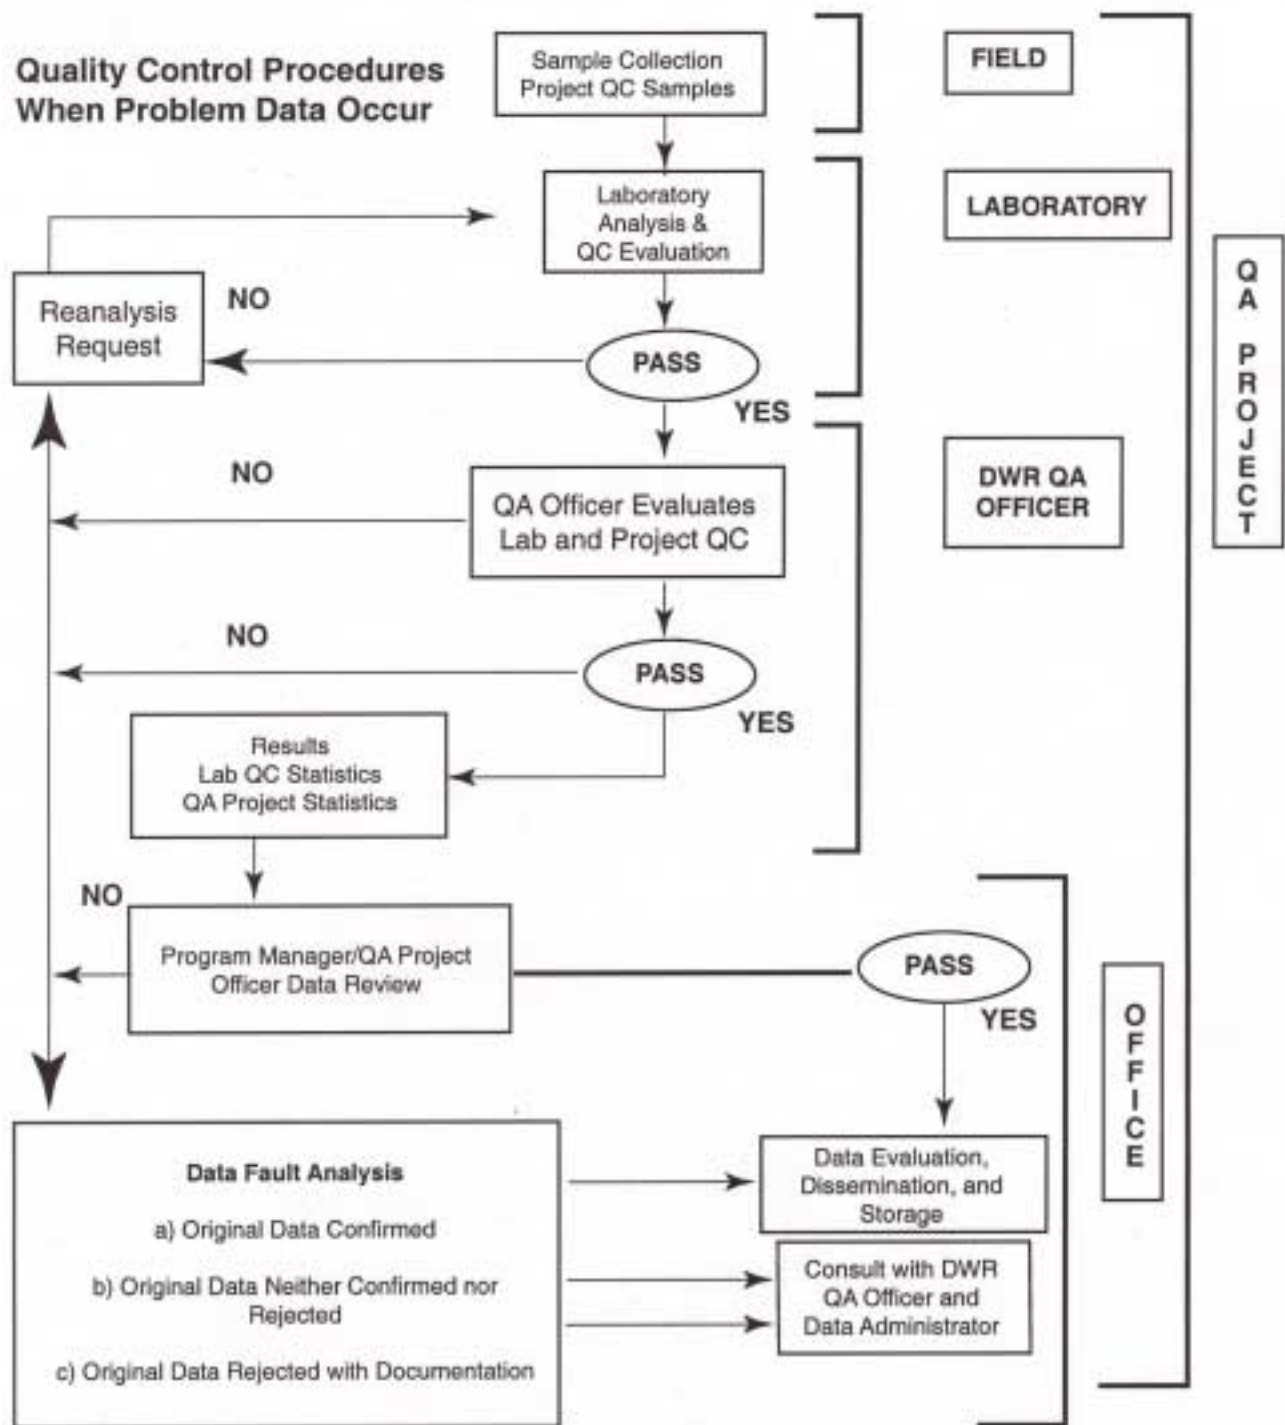 Quality Control Procedures
When Problem Data Occur
Sample Collection
Project QC Samples
FIELD
Laboratory
Analysis &
QC Evaluation
LABORATORY
Reanalysis
Request
NO
PASS
YES
QA PROJECT
NO
QA Officer Evaluates
Lab and Project QC
DWR QA
OFFICER
NO
PASS
YES
Results
Lab QC Statistics
QA Project Statistics
NO
Program Manager/QA Project
Officer Data Review
PASS
YES
OFFICE
Data Fault Analysis
a) Original Data Confirmed
b) Original Data Neither Confirmed nor
Rejected
c) Original Data Rejected with Documentation
Data Evaluation,
Dissemination, and
Storage
Consult with DWR
QA Officer and
Data Administrator